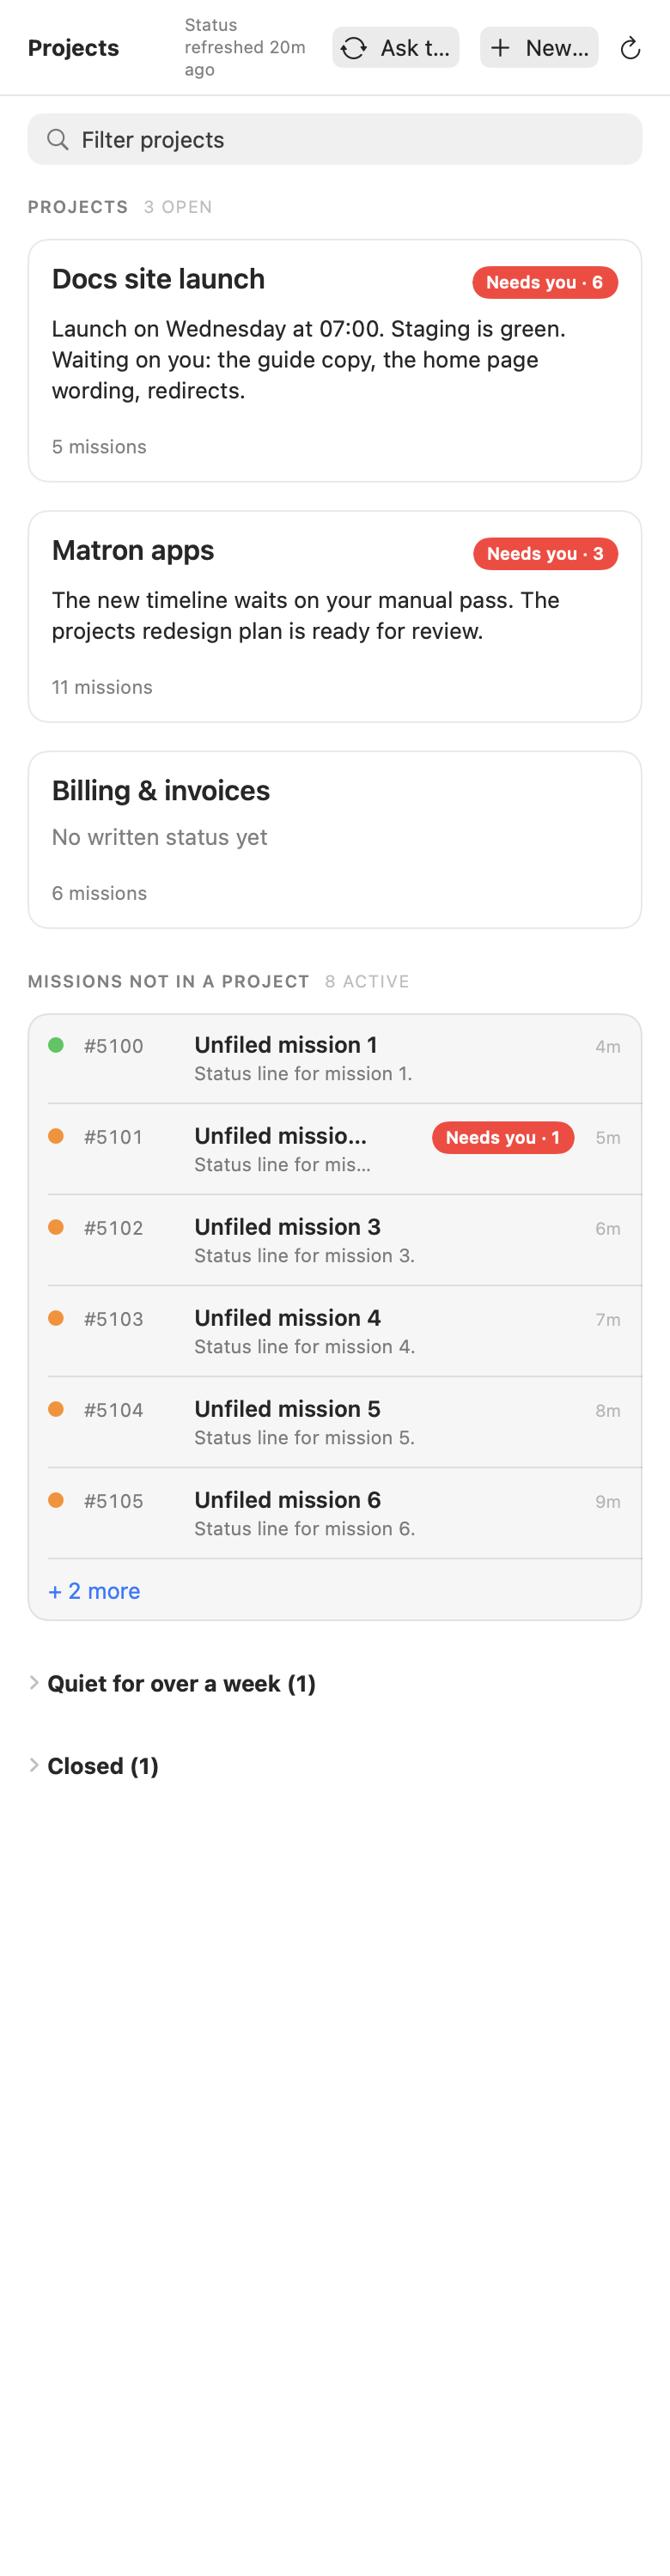 Projects
Status
refreshed 20m
ago
Ask t...
New...
Filter projects
PROJECTS 3 OPEN
Docs site launch
Needs you · 6
Launch on Wednesday at 07:00. Staging is green.
Waiting on you: the guide copy, the home page
wording, redirects.
5 missions
Matron apps
Needs you · 3
The new timeline waits on your manual pass. The
projects redesign plan is ready for review.
11 missions
Billing & invoices
No written status yet
6 missions
MISSIONS NOT IN A PROJECT 8 ACTIVE
#5100 Unfiled mission 1 4m
Status line for mission 1.
#5101 Unfiled missio... Needs you · 1 5m
Status line for mis...
#5102 Unfiled mission 3 6m
Status line for mission 3.
#5103 Unfiled mission 4 7m
Status line for mission 4.
#5104 Unfiled mission 5 8m
Status line for mission 5.
#5105 Unfiled mission 6 9m
Status line for mission 6.
+ 2 more
Quiet for over a week (1)
Closed (1)